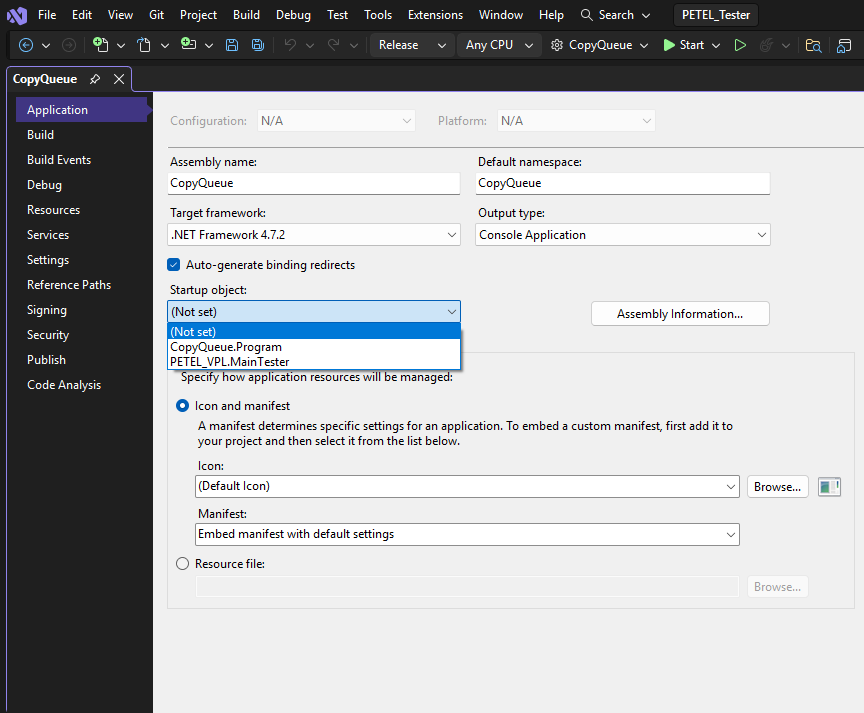 File Edit View Git Project Build Debug Test Tools Extensions Window Help Search PETEL_Tester
Release Any CPU CopyQueue Start
CopyQueue
Application
Build
Build Events
Debug
Resources
Services
Settings
Reference Paths
Signing
Security
Publish
Code Analysis
Configuration: N/A Platform: N/A
Assembly name: Default namespace:
CopyQueue CopyQueue
Target framework: Output type:
.NET Framework 4.7.2 Console Application
Auto-generate binding redirects
Startup object:
(Not set) Assembly Information...
(Not set)
CopyQueue.Program
PETEL_VPL.MainTester
Specify how application resources will be managed:
Icon and manifest
A manifest determines specific settings for an application. To embed a custom manifest, first add it to
your project and then select it from the list below.
Icon:
(Default Icon) Browse...
Manifest:
Embed manifest with default settings
Resource file:
Browse...